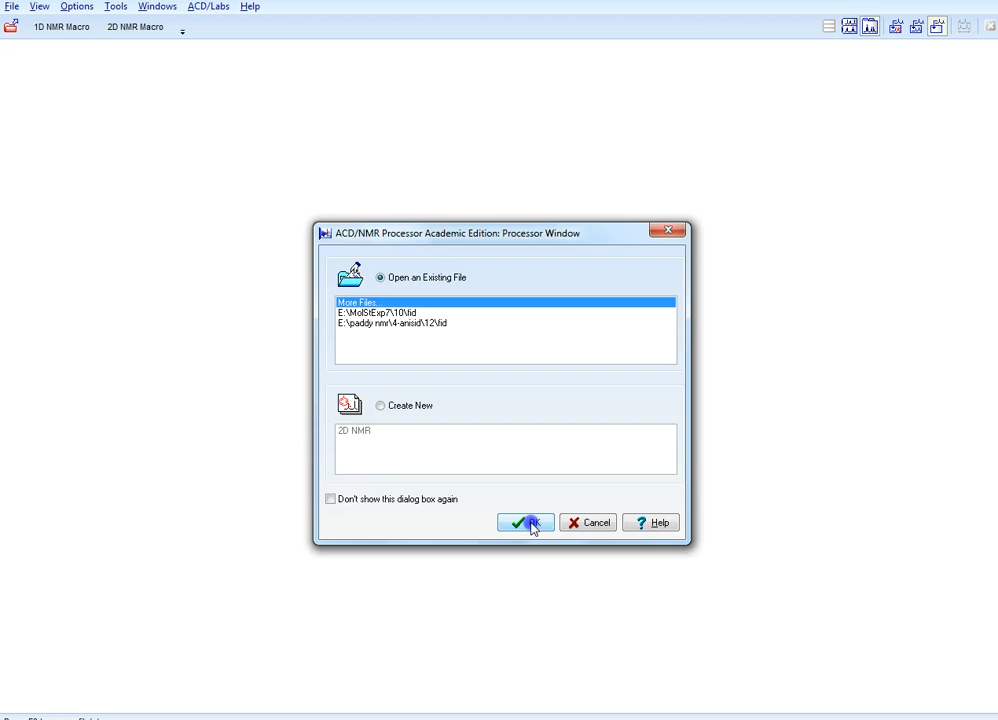 File View Options Tools Windows ACD/Labs Help
1D NMR Macro 2D NMR Macro
ACD/NMR Processor Academic Edition: Processor Window
Open an Existing File
More Files...
E:\MolStExp7\10\fid
E:\paddy nmr\4-anisid\12\fid
Create New
2D NMR
Don't show this dialog box again
OK Cancel Help